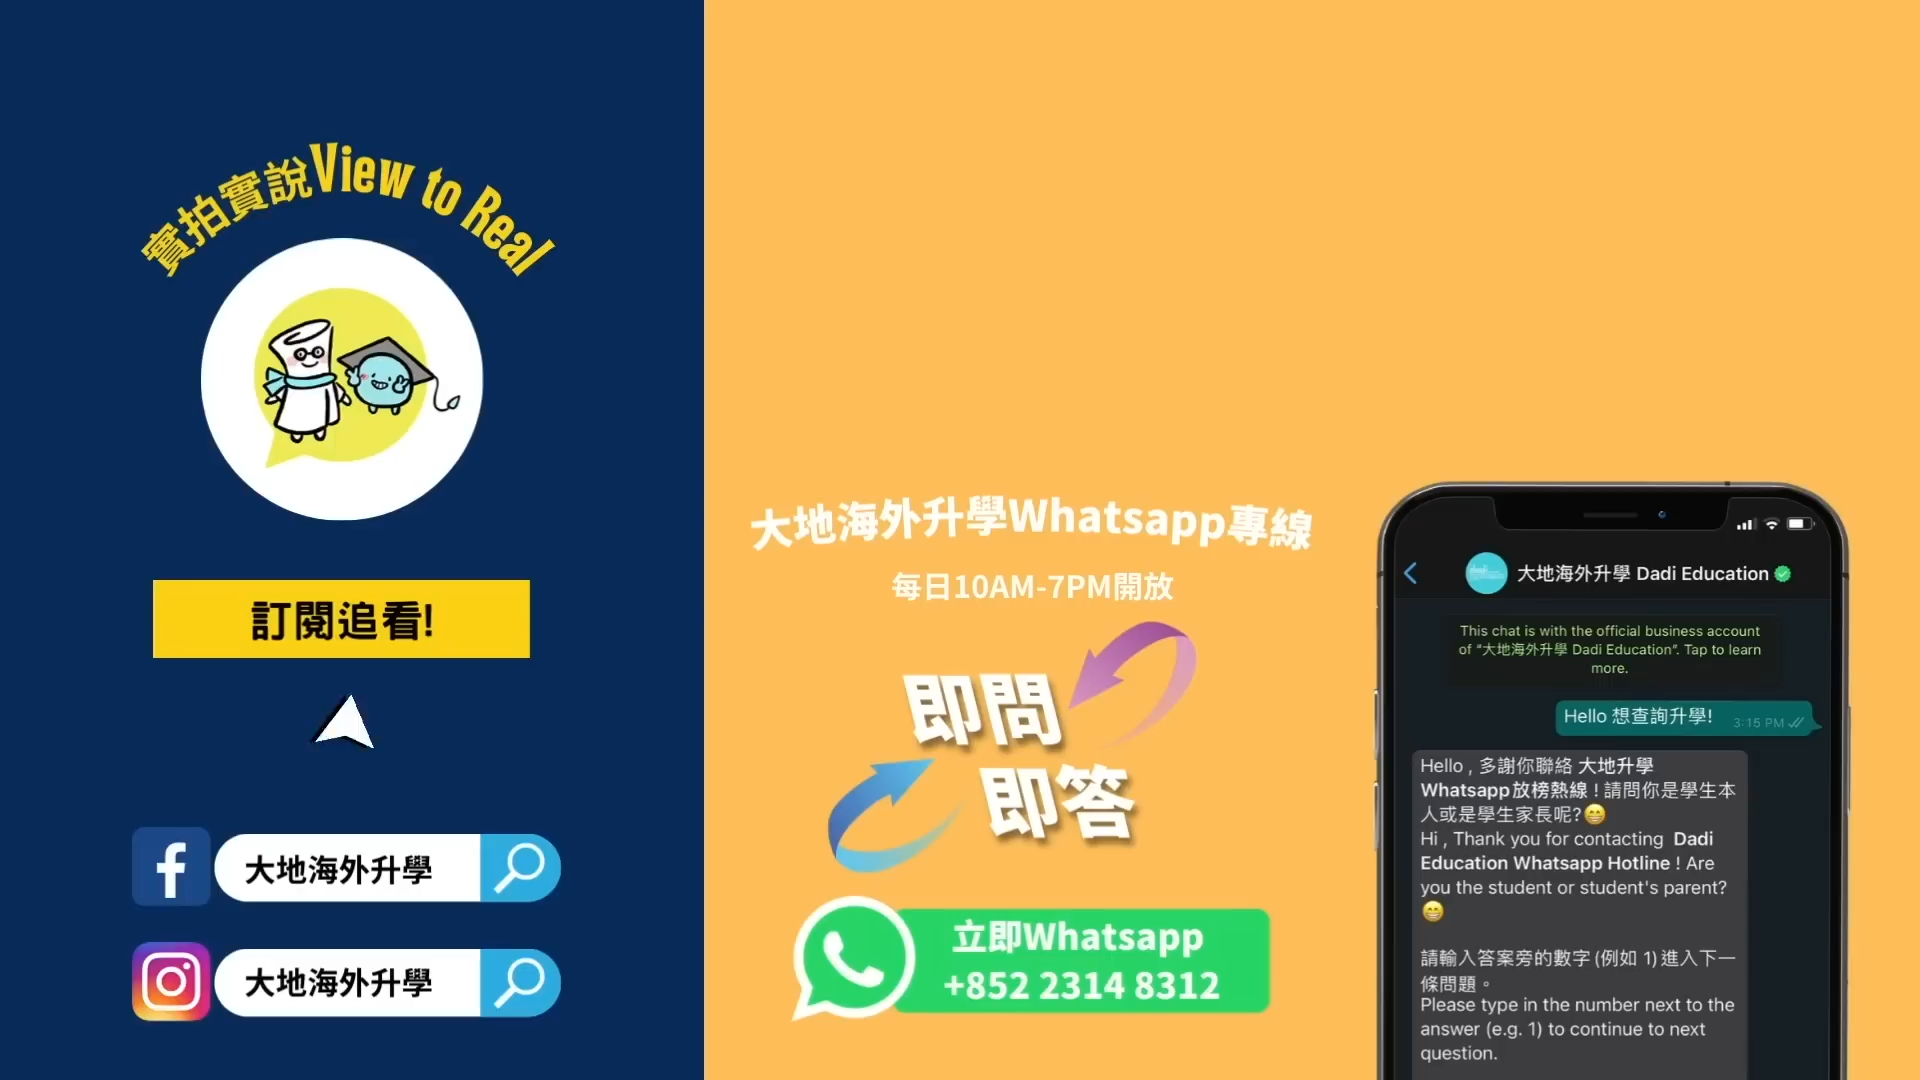 實拍實說View to Real
訂閱追看!
大地海外升學
大地海外升學
大地海外升學Whatsapp專線
每日10AM-7PM開放
即問
即答
立即Whatsapp
+852 2314 8312
大地海外升學 Dadi Education
This chat is with the official business account
of "大地海外升學 Dadi Education". Tap to learn
more.
Hello 想查詢升學!
3:15 PM
Hello , 多謝你聯絡 大地升學
Whatsapp放榜熱線 ! 請問你是學生本
人或是學生家長呢?😁
Hi , Thank you for contacting Dadi
Education Whatsapp Hotline ! Are
you the student or student's parent?
😁
請輸入答案旁的數字 (例如 1) 進入下一
條問題。
Please type in the number next to the
answer (e.g. 1) to continue to next
question.